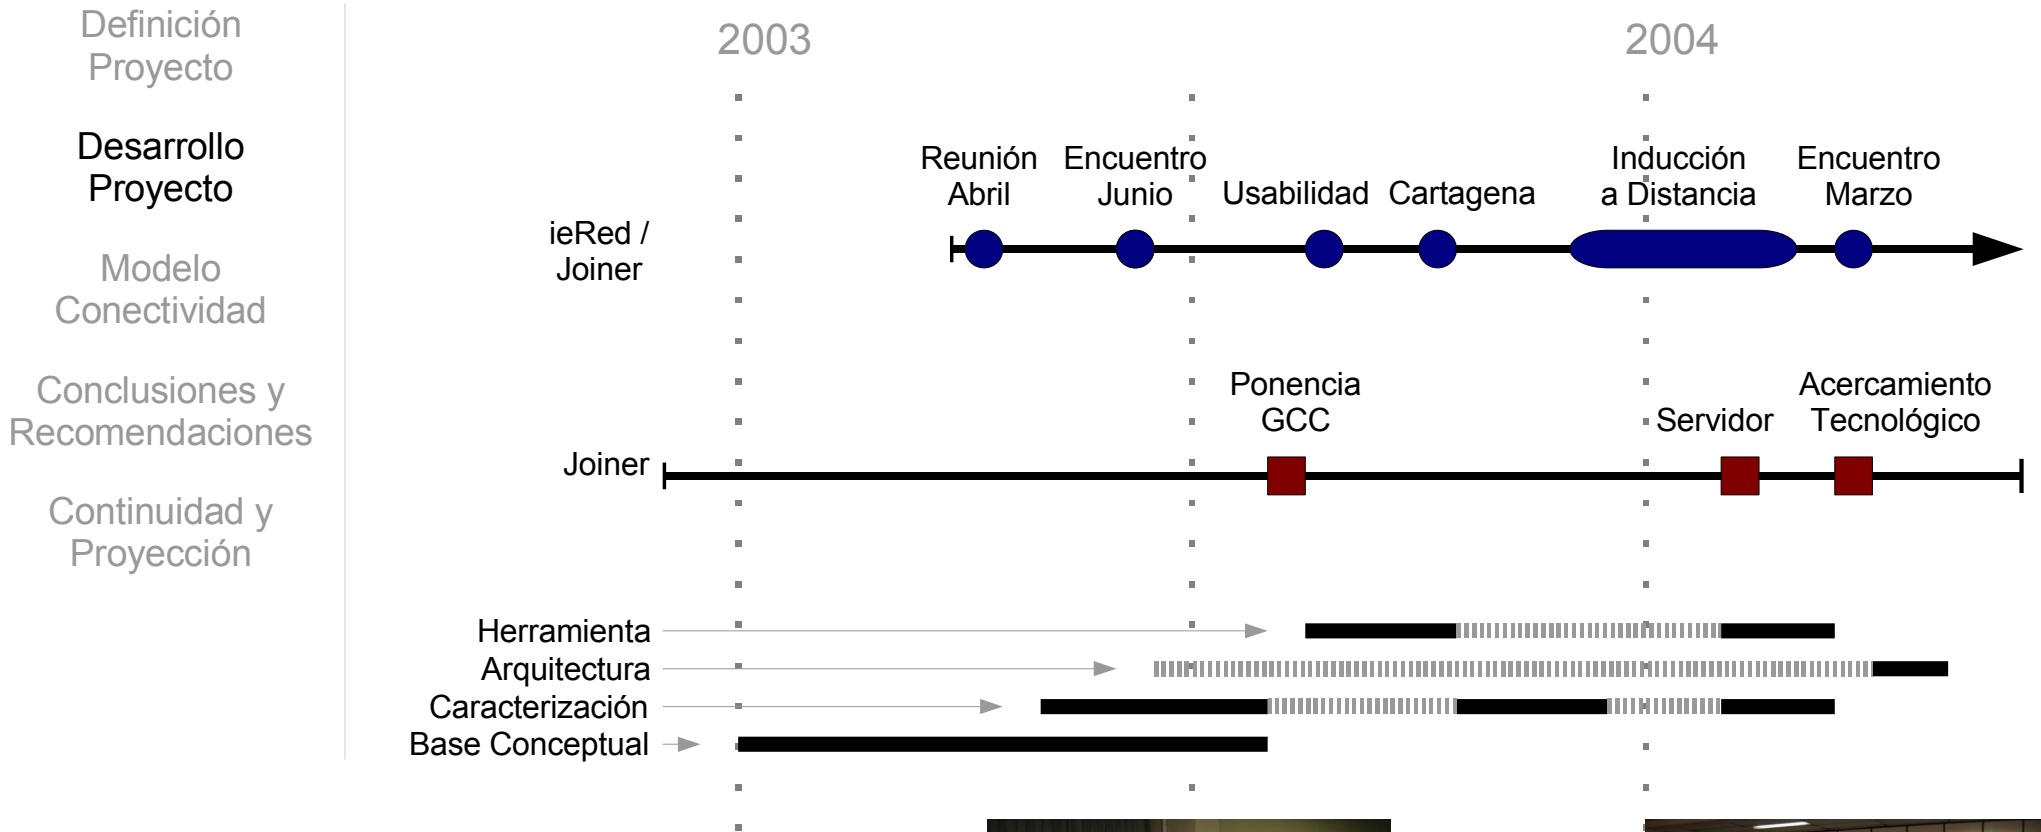 Definición
Proyecto
Desarrollo
Proyecto
Modelo
Conectividad
Conclusiones y
Recomendaciones
Continuidad y
Proyección
2003
2004
Reunión
Abril
Encuentro
Junio
Usabilidad
Cartagena
Inducción
a Distancia
Encuentro
Marzo
ieRed /
Joiner
Ponencia
GCC
Servidor
Acercamiento
Tecnológico
Joiner
Herramienta
Arquitectura
Caracterización
Base Conceptual